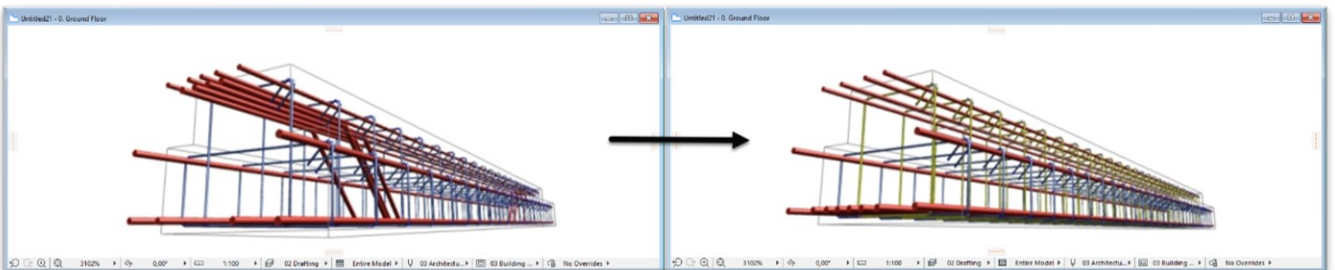 Untitled21 - 0. Ground Floor
3102% 0,00° 1:100 02 Drafting Entire Model 03 Architectu... 03 Building ... No Overrides
Untitled21 - 0. Ground Floor
3102% 0,00° 1:100 02 Drafting Entire Model 03 Architectu... 03 Building ... No Overrides